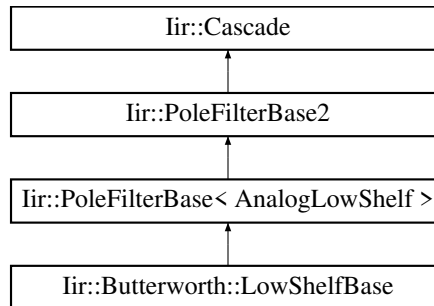 Iir::Cascade
Iir::PoleFilterBase2
Iir::PoleFilterBase< AnalogLowShelf >
Iir::Butterworth::LowShelfBase